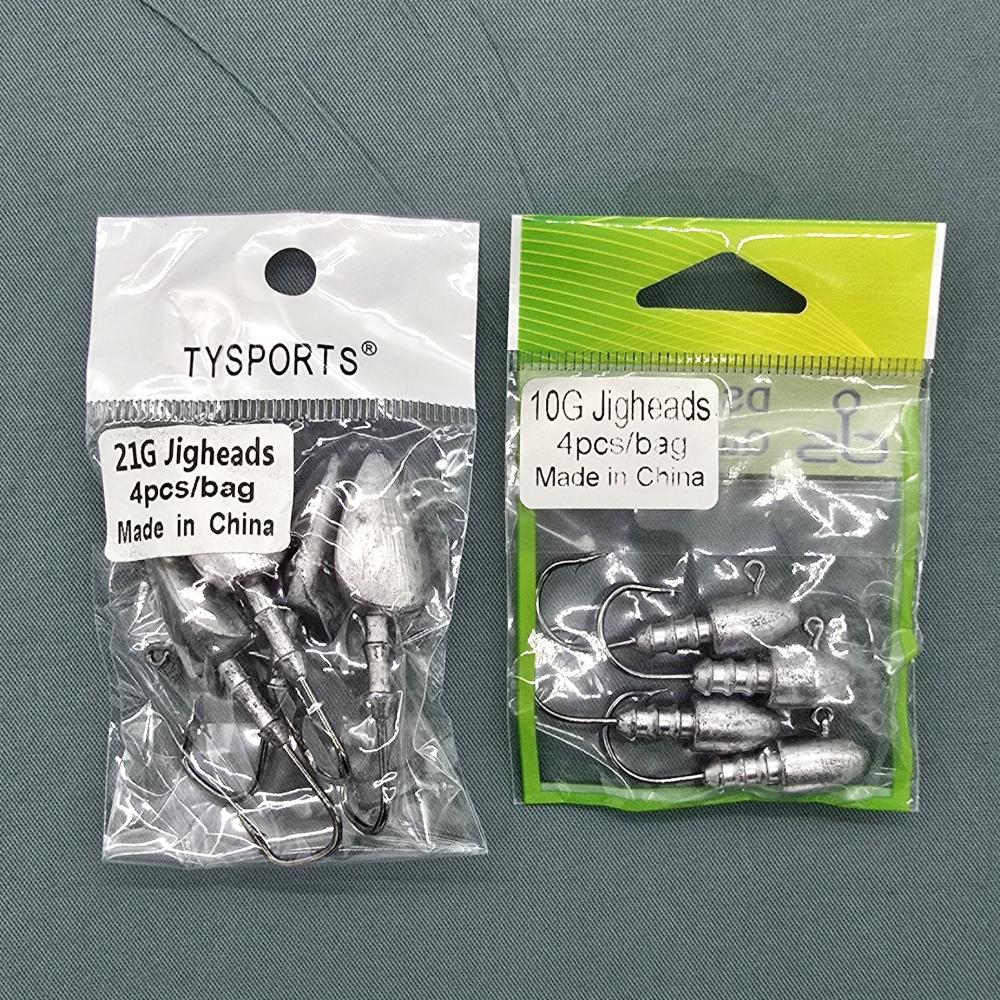 TYSPORTS®
21G Jigheads
4pcs/bag
Made in China
10G Jigheads
4pcs/bag
Made in China